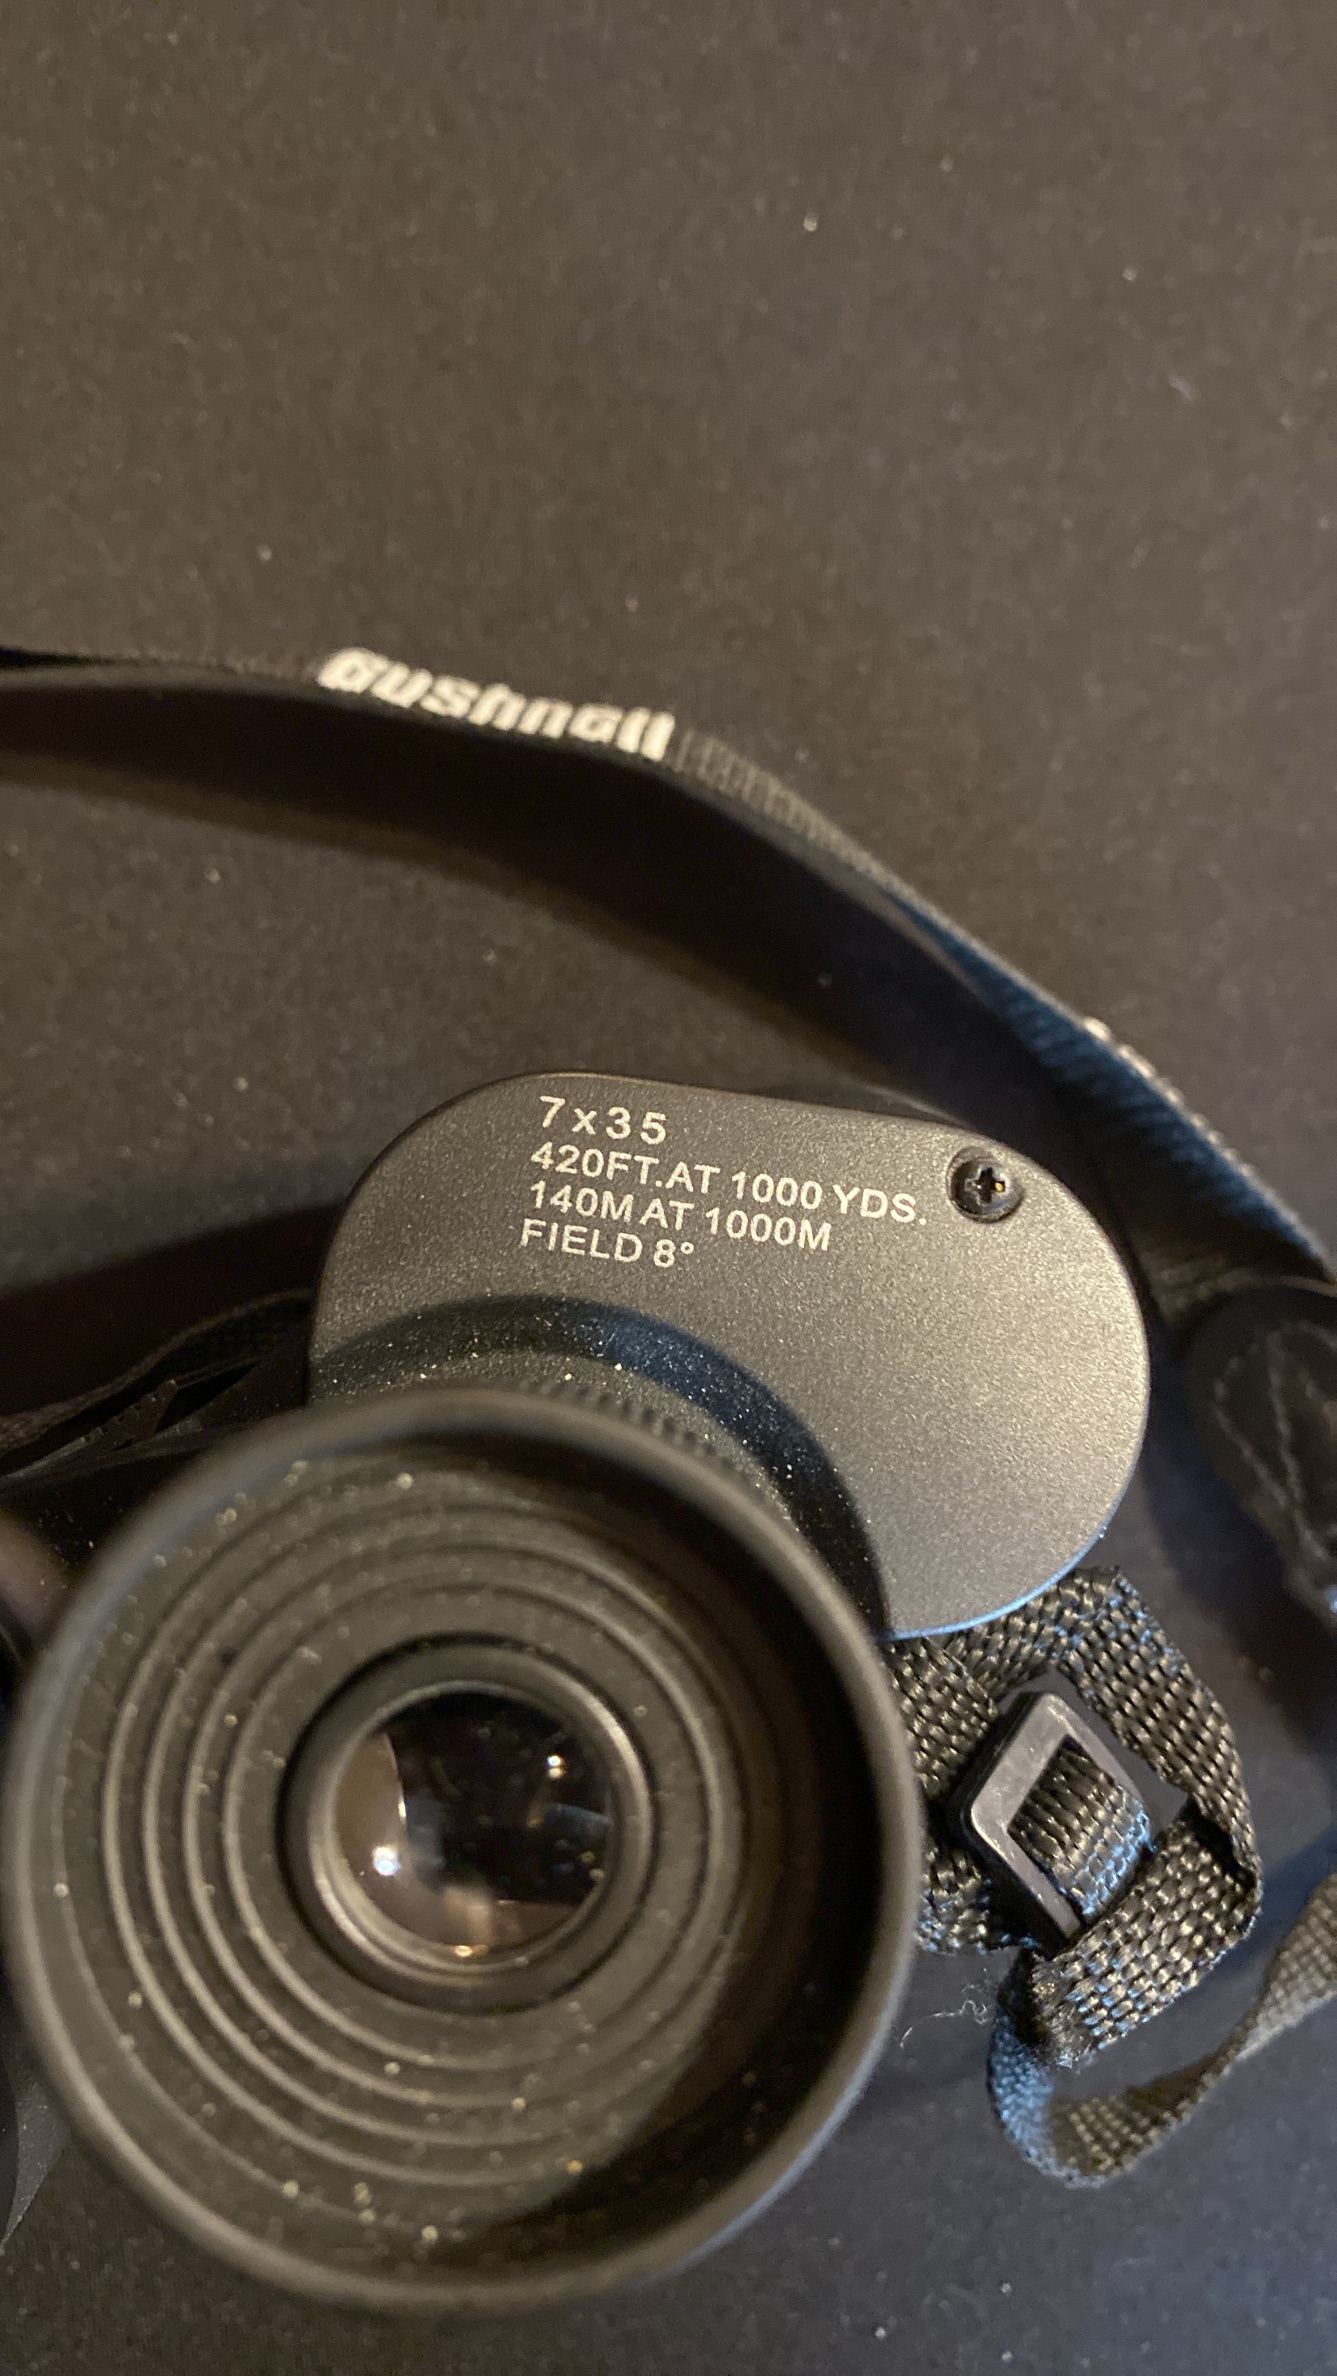 Bushnell
7x35
420FT.AT 1000 YDS.
140M AT 1000M
FIELD 8°